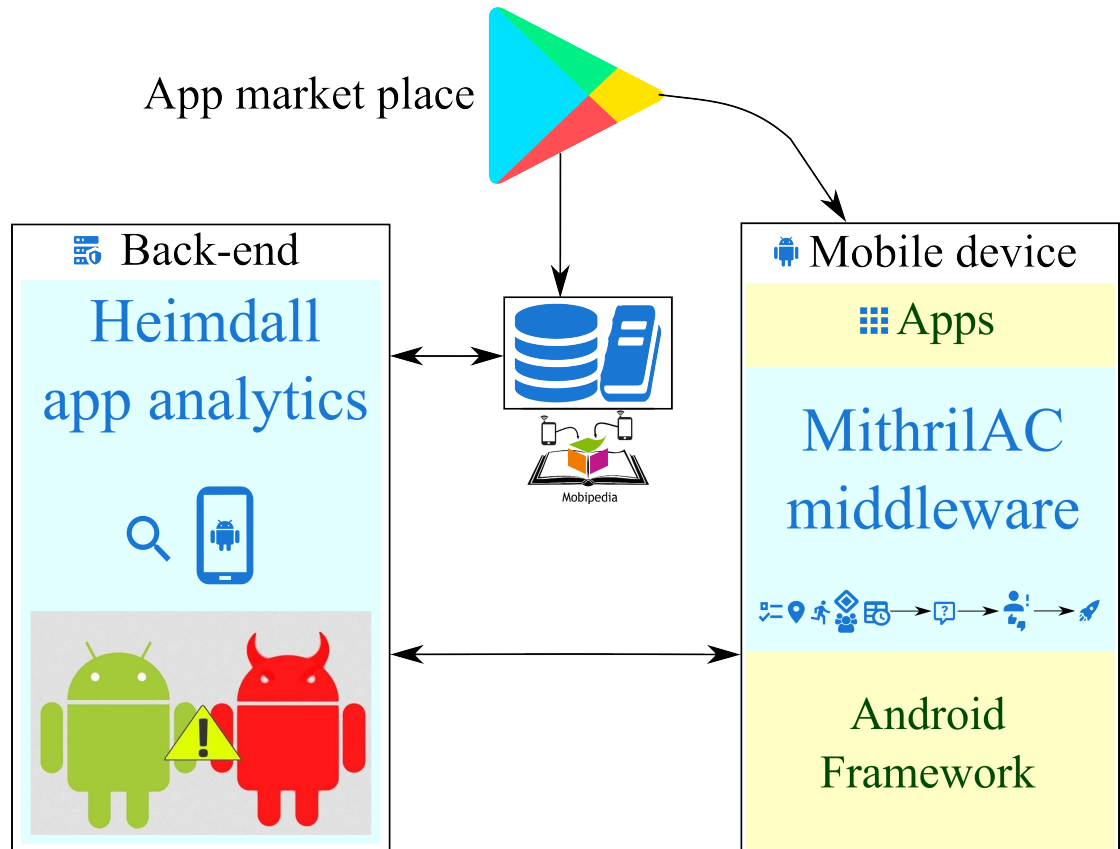 App market place
Back-end
Heimdall
app analytics
Mobipedia
Mobile device
Apps
MithrilAC
middleware
?
!
Android
Framework
!